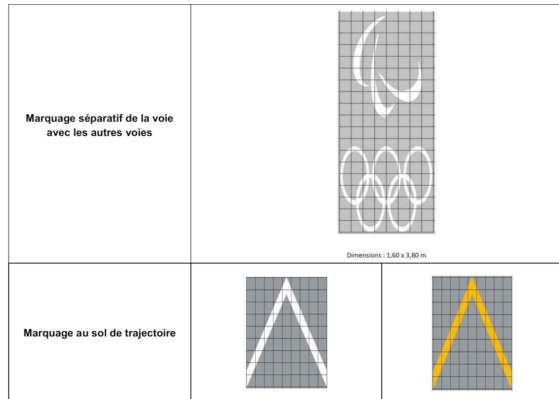 Marquage séparatif de la voie
avec les autres voies
Dimensions : 1,60 x 3,80 m
Marquage au sol de trajectoire